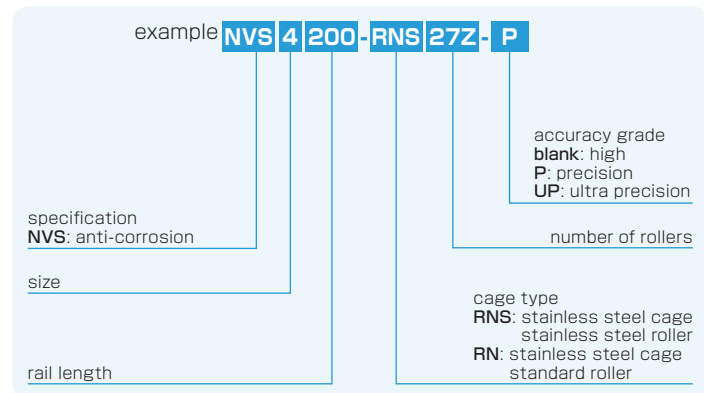 example NVS 4 200 - RNS 27Z - P
accuracy grade
blank: high
P: precision
UP: ultra precision
specification
NVS: anti-corrosion
number of rollers
size
cage type
RNS: stainless steel cage
stainless steel roller
RN: stainless steel cage
standard roller
rail length